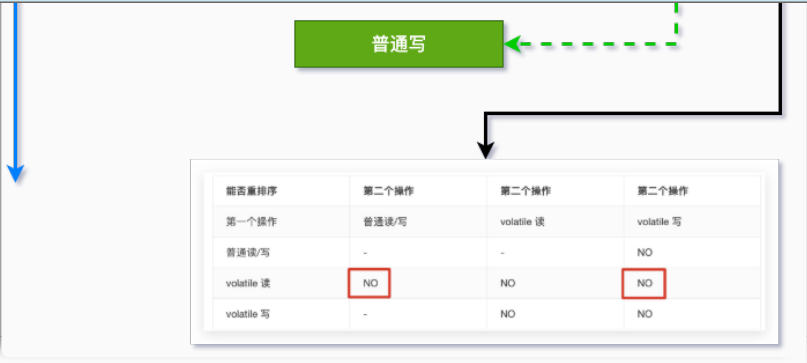 普通写
能否重排序 第二个操作 第二个操作 第二个操作
第一个操作 普通读/写 volatile 读 volatile 写
普通读/写 - - NO
volatile 读 NO NO NO
volatile 写 - NO NO